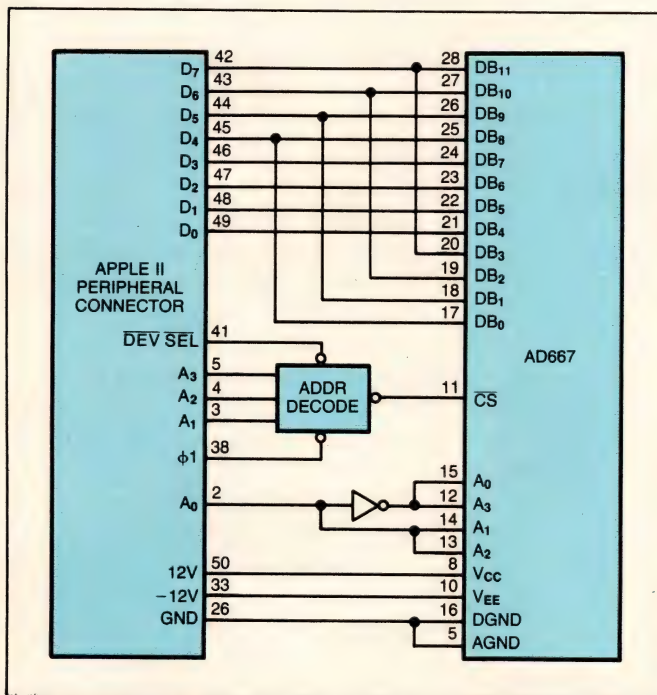 42
D7
43
D6
44
D5
45
D4
46
D3
47
D2
48
D1
49
D0
APPLE II
PERIPHERAL
CONNECTOR
41
DEV SEL
5
A3
4
A2
3
A1
38
ϕ1
2
A0
50
12V
33
−12V
26
GND
ADDR
DECODE
28
DB11
27
DB10
26
DB9
25
DB8
24
DB7
23
DB6
22
DB5
21
DB4
20
DB3
19
DB2
18
DB1
17
DB0
AD667
11
CS
15
A0
12
A3
14
A1
13
A2
8
VCC
10
VEE
16
DGND
5
AGND